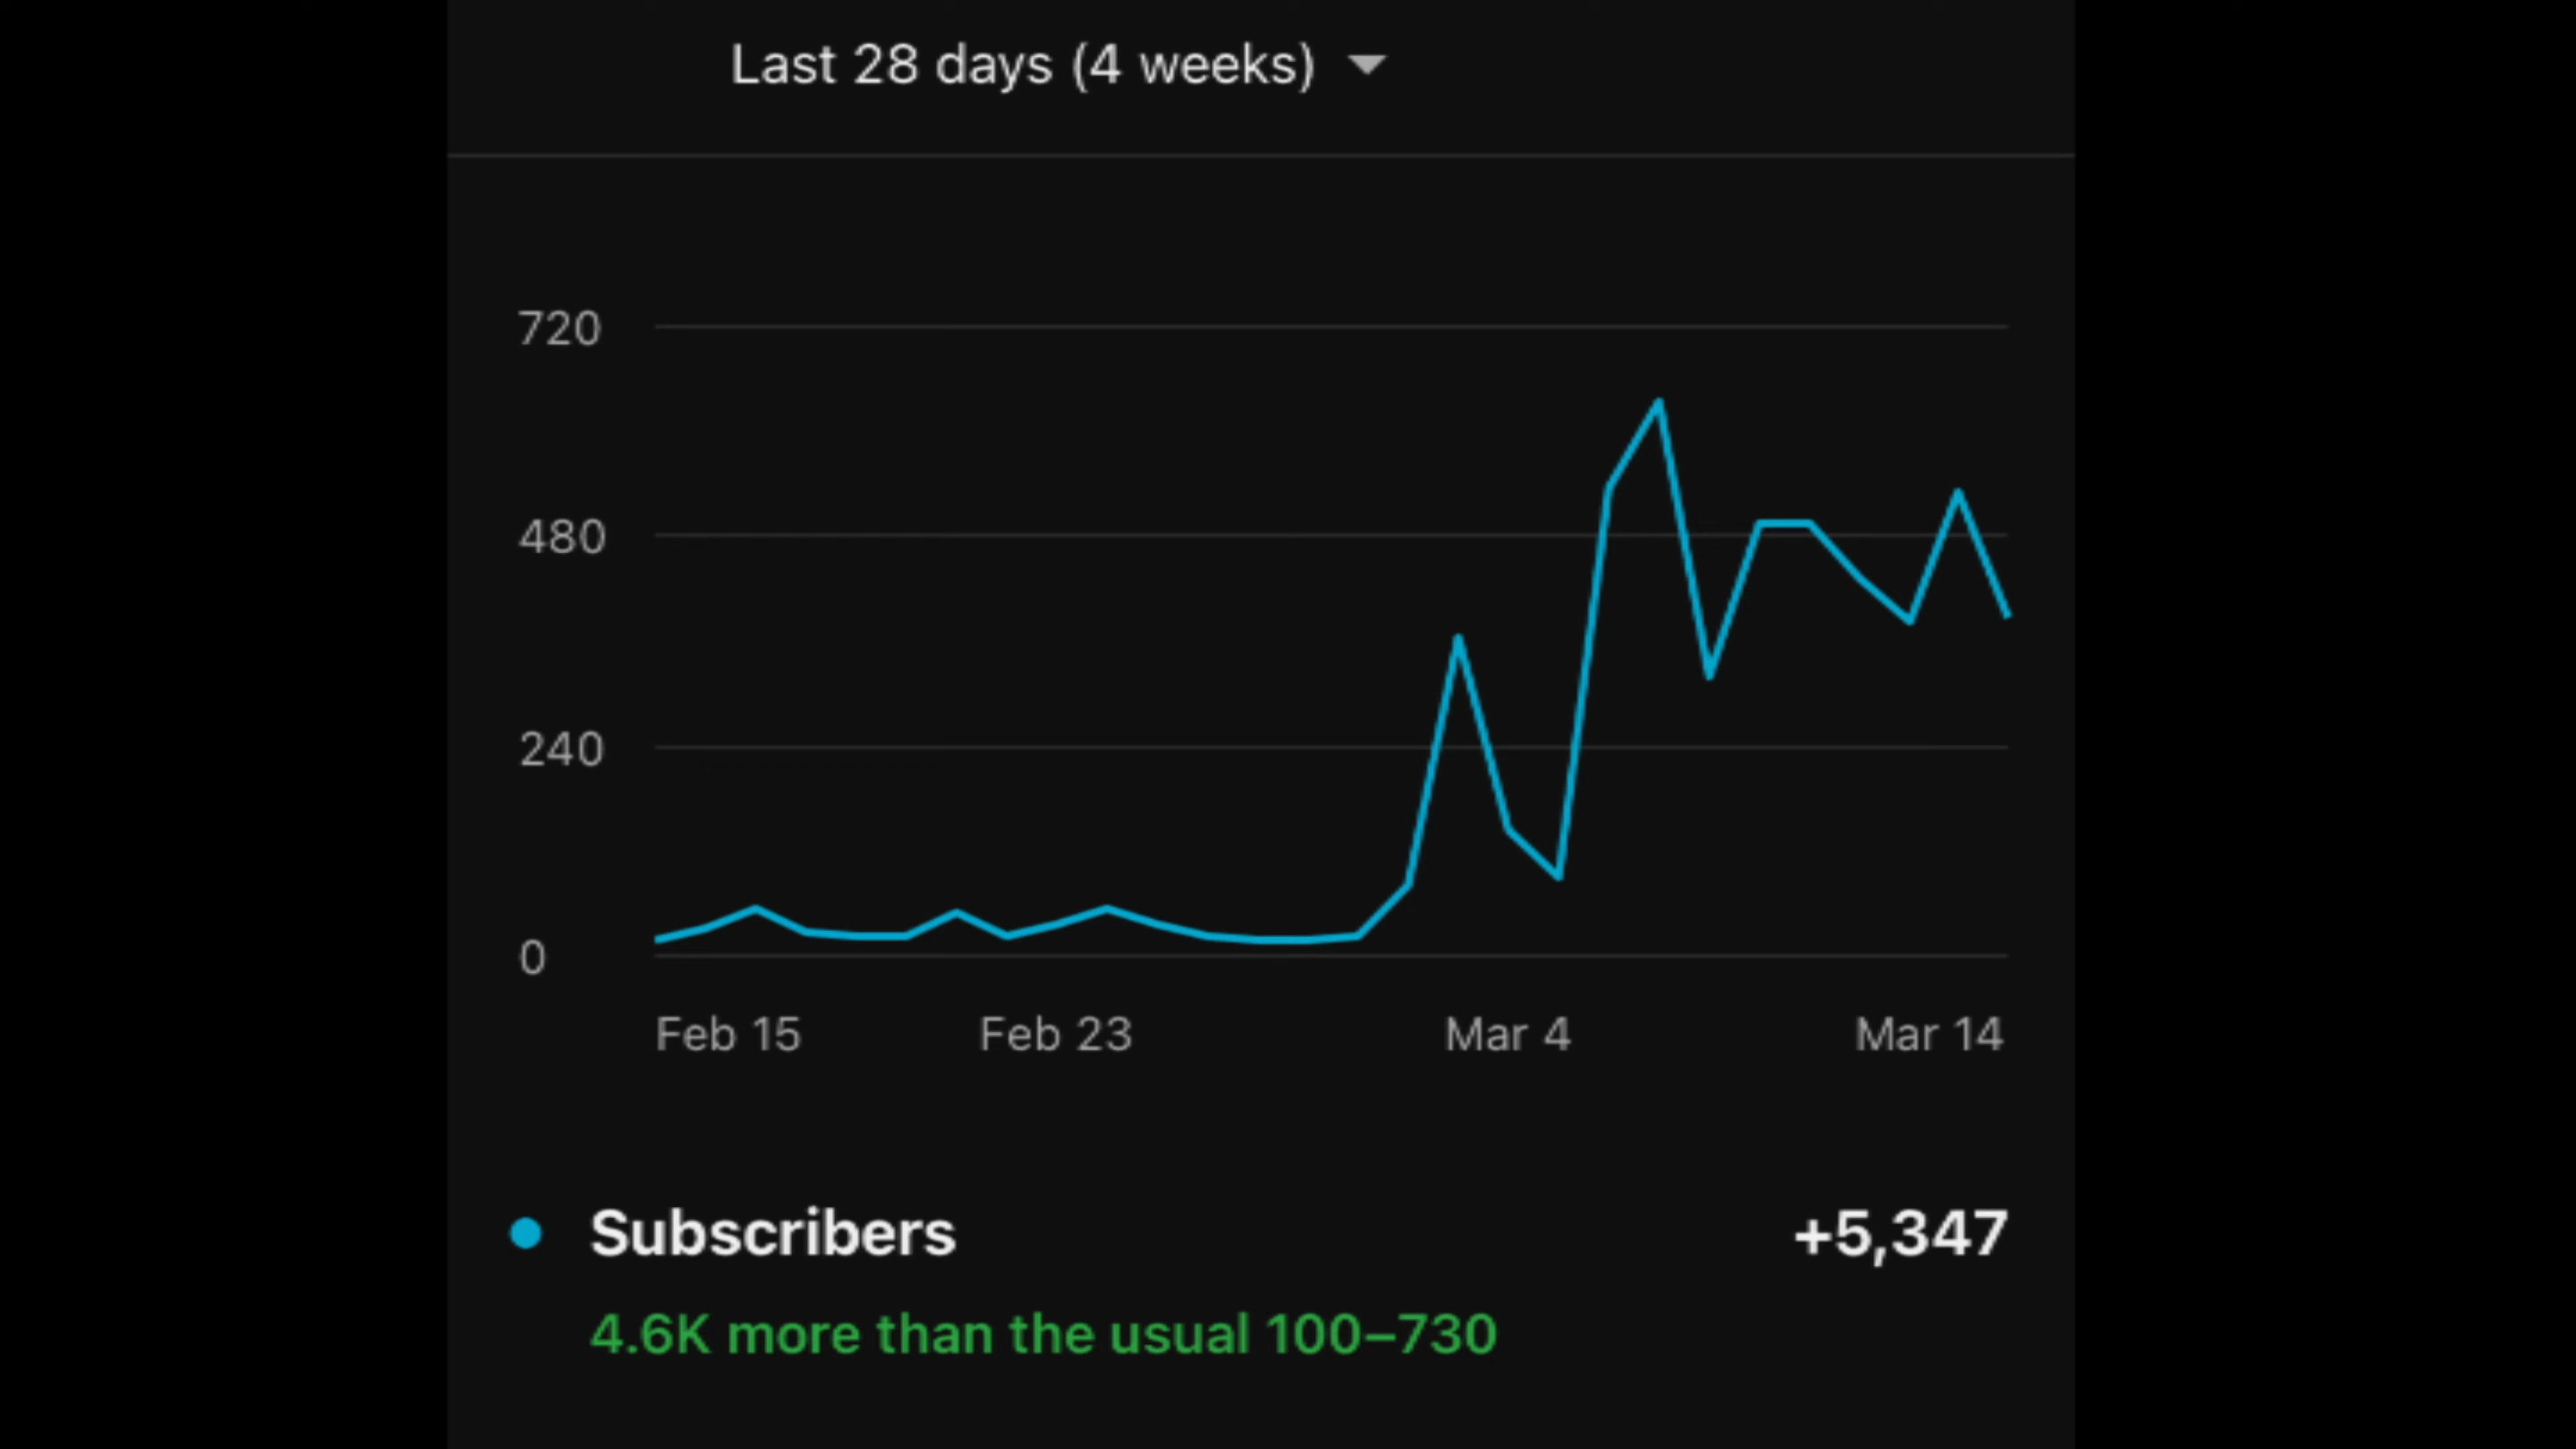 Last 28 days (4 weeks)
720
480
240
0
Feb 15 Feb 23 Mar 4 Mar 14
Subscribers +5,347
4.6K more than the usual 100–730